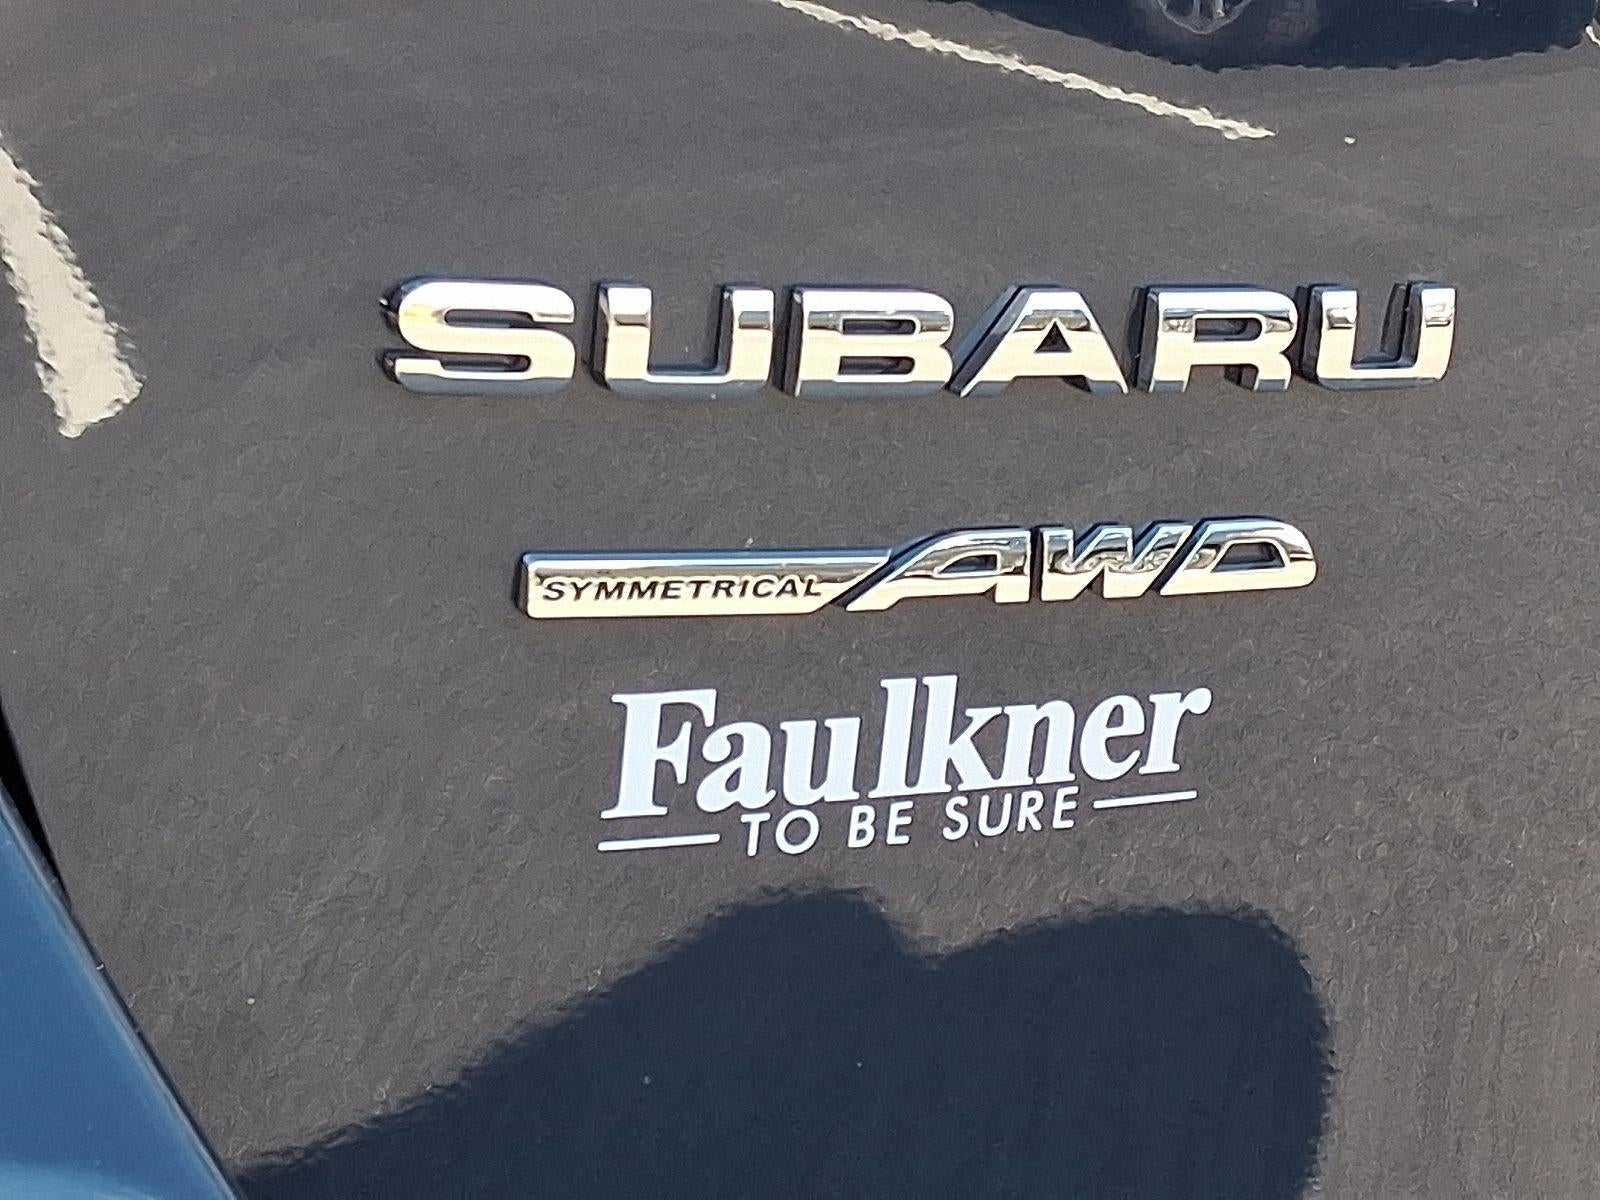 SUBARU
SYMMETRICAL AWD
Faulkner
TO BE SURE